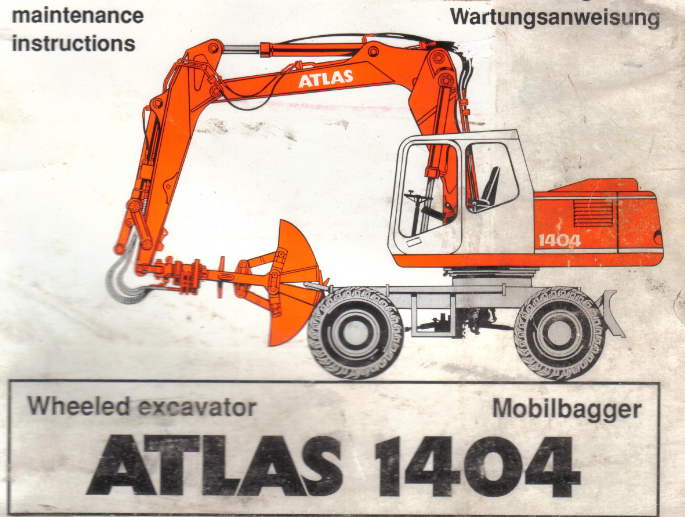 maintenance
instructions
Wartungsanweisung
ATLAS
1404
Wheeled excavator
Mobilbagger
ATLAS 1404